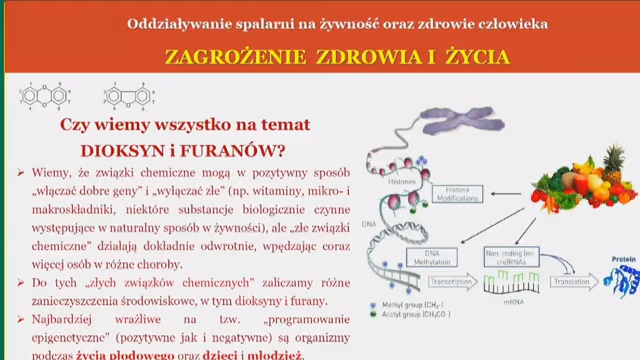 Oddziaływanie spalarni na żywność oraz zdrowie człowieka
ZAGROŻENIE ZDROWIA I ŻYCIA
Czy wiemy wszystko na temat
DIOKSYN i FURANÓW?
Wiemy, że związki chemiczne mogą w pozytywny sposób
„włączać dobre geny” i „wyłączać złe” (np. witaminy, mikro- i
makroskładniki, niektóre substancje biologicznie czynne
występujące w naturalny sposób w żywności), ale „złe związki
chemiczne” działają dokładnie odwrotnie, wpędzając coraz
więcej osób w różne choroby.
Do tych „złych związków chemicznych” zaliczamy różne
zanieczyszczenia środowiskowe, w tym dioksyny i furany.
Najbardziej wrażliwe na tzw. „programowanie
epigenetyczne” (pozytywne jak i negatywne) są organizmy
podczas życia płodowego oraz dzieci i młodzież.
Histones
Histone
Modifications
DNA
DNA
Methylation
Non-coding (mi-
cro)RNAs
Protein
Transcription
mRNA
Translation
Methyl group (CH₃-)
Acetyl group (CH₃CO-)